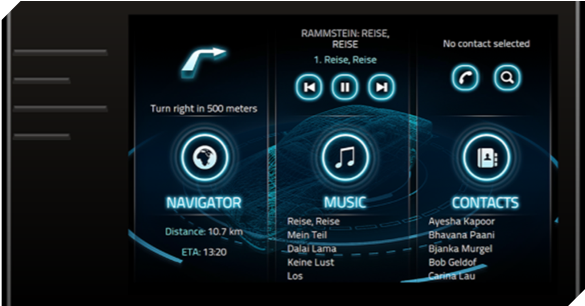 Turn right in 500 meters
NAVIGATOR
Distance: 10.7 km
ETA: 13:20
RAMMSTEIN: REISE,
REISE
1. Reise, Reise
MUSIC
Reise, Reise
Mein Teil
Dalai Lama
Keine Lust
Los
No contact selected
CONTACTS
Ayesha Kapoor
Bhavana Paani
Bjanka Murgel
Bob Geldof
Carina Lau